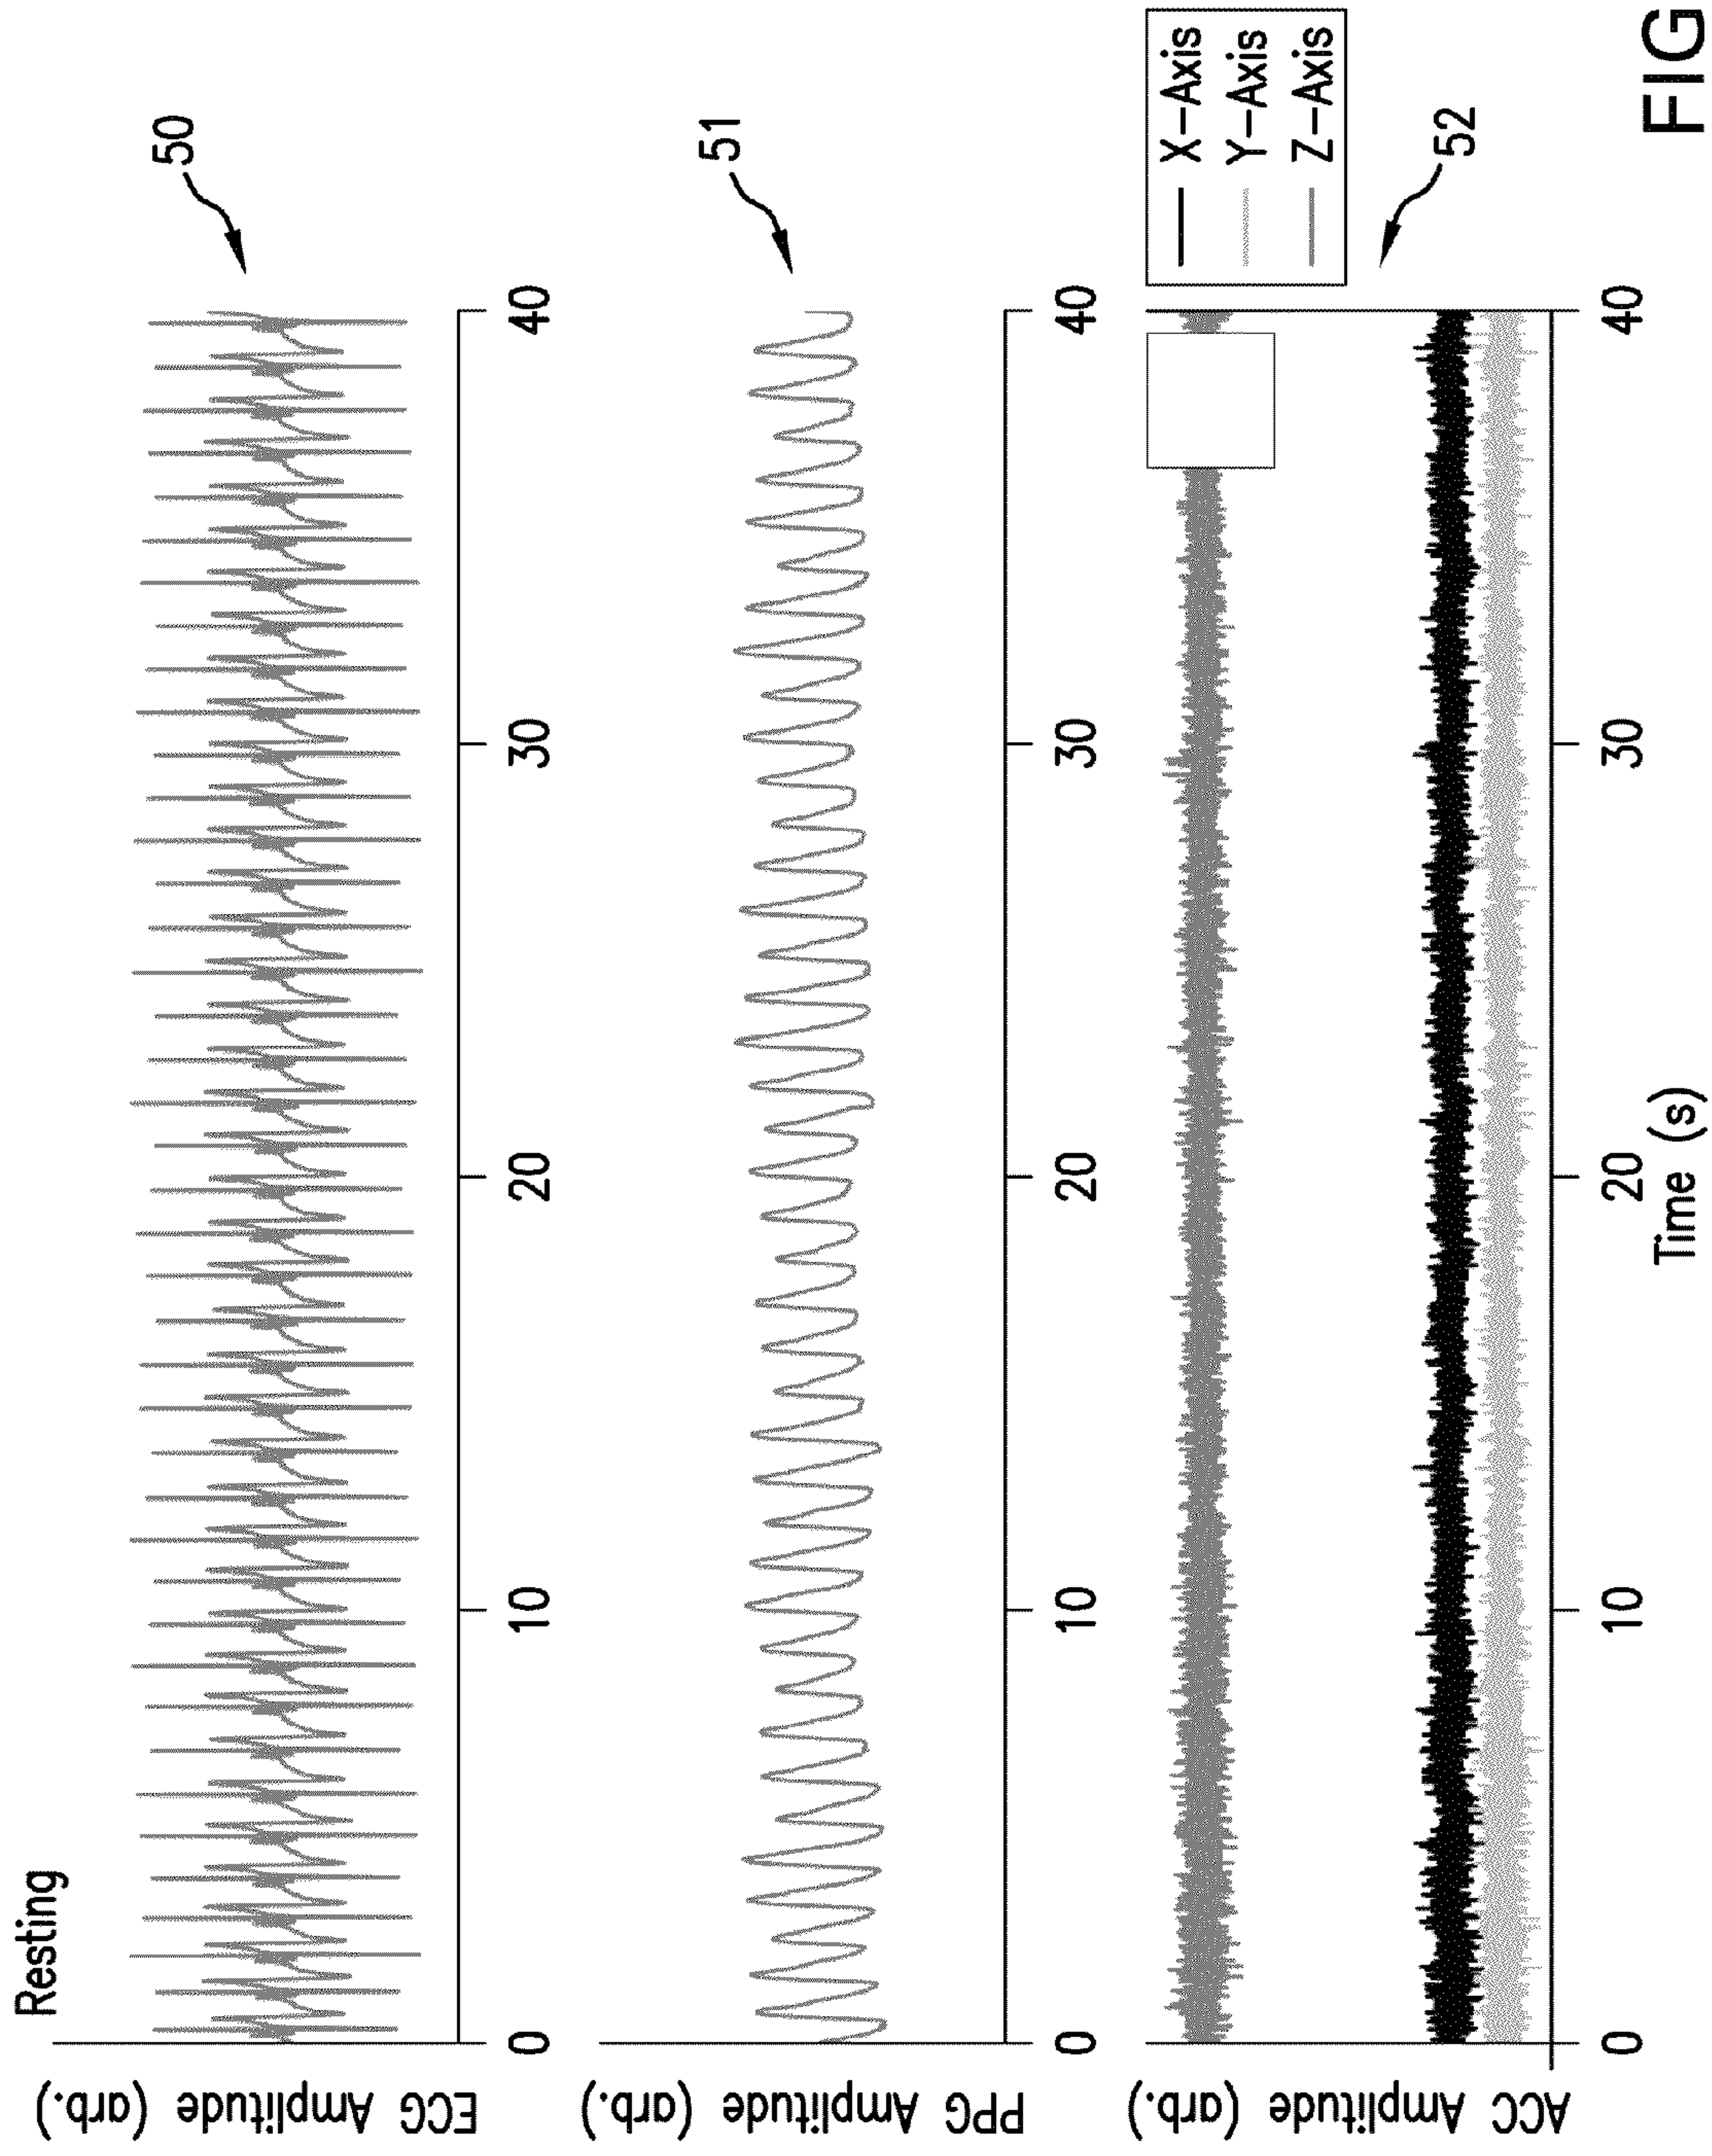 Resting
ECG
Amplitude (arb.)
50
0
10
20
30
40
PPG
Amplitude (arb.)
51
0
10
20
30
40
ACC
Amplitude (arb.)
X-Axis
Y-Axis
Z-Axis
52
0
10
20
30
40
Time (s)
FIG